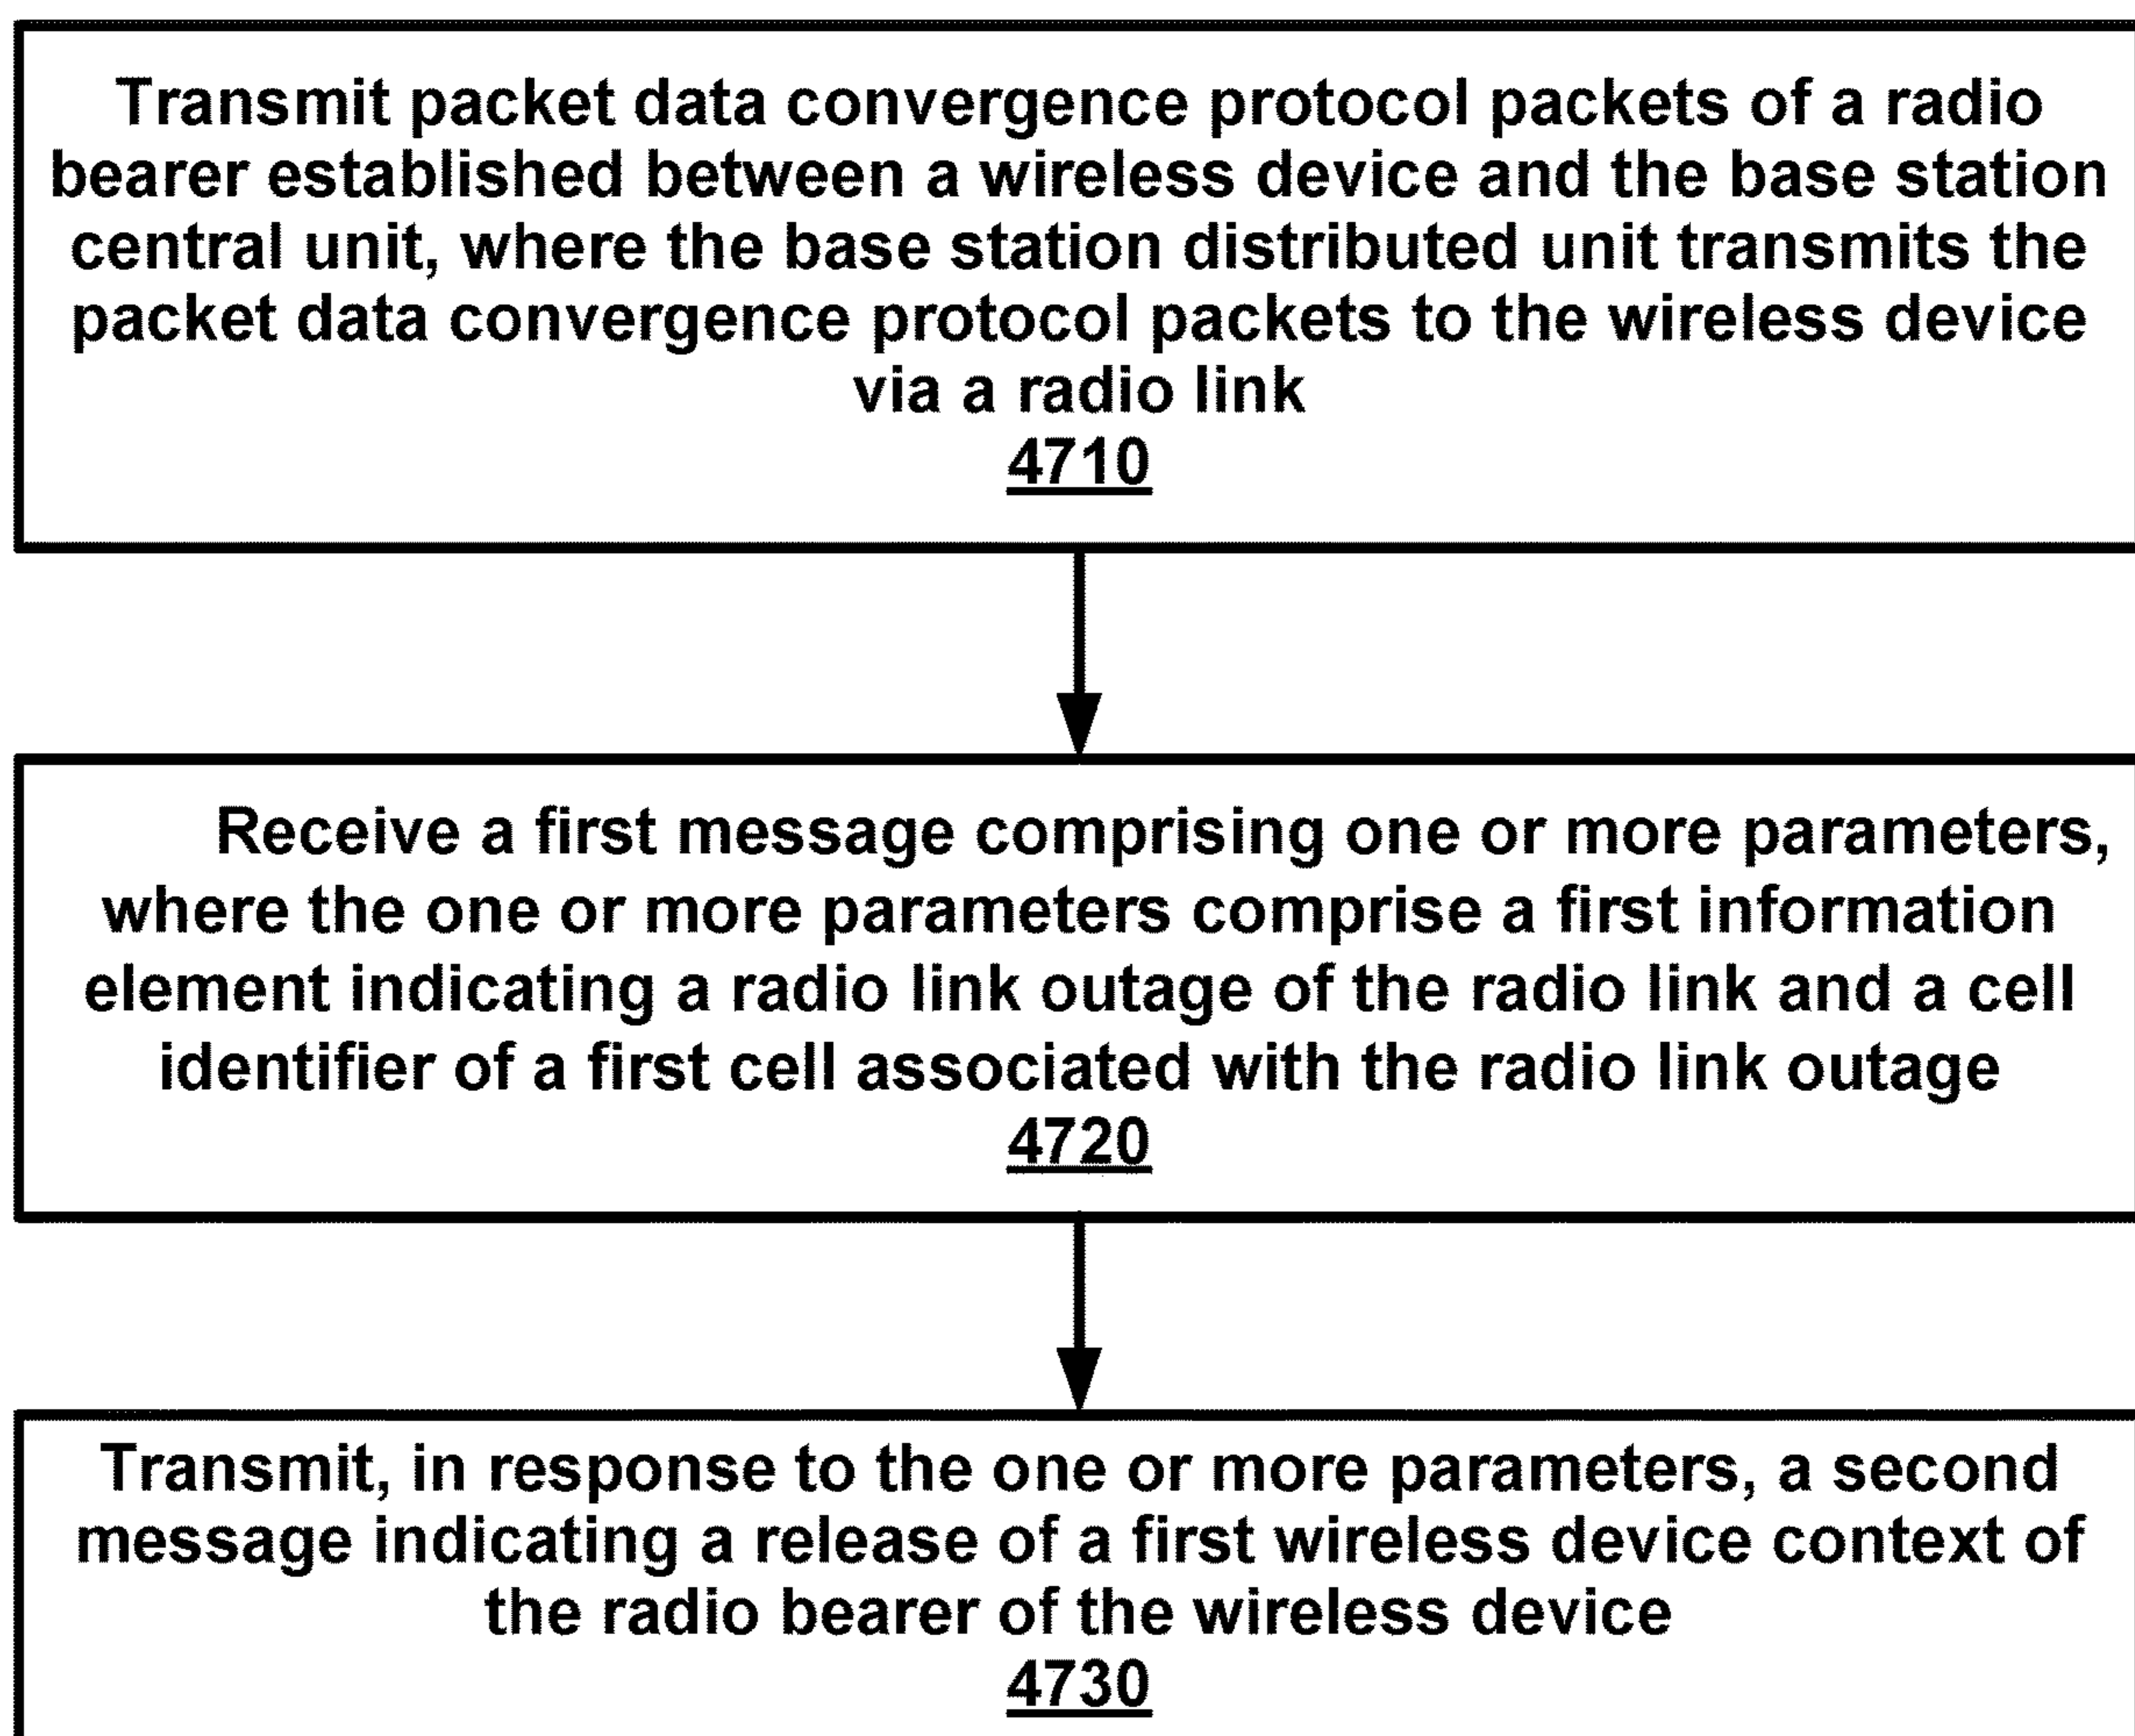 Transmit packet data convergence protocol packets of a radio
bearer established between a wireless device and the base station
central unit, where the base station distributed unit transmits the
packet data convergence protocol packets to the wireless device
via a radio link
4710
Receive a first message comprising one or more parameters,
where the one or more parameters comprise a first information
element indicating a radio link outage of the radio link and a cell
identifier of a first cell associated with the radio link outage
4720
Transmit, in response to the one or more parameters, a second
message indicating a release of a first wireless device context of
the radio bearer of the wireless device
4730